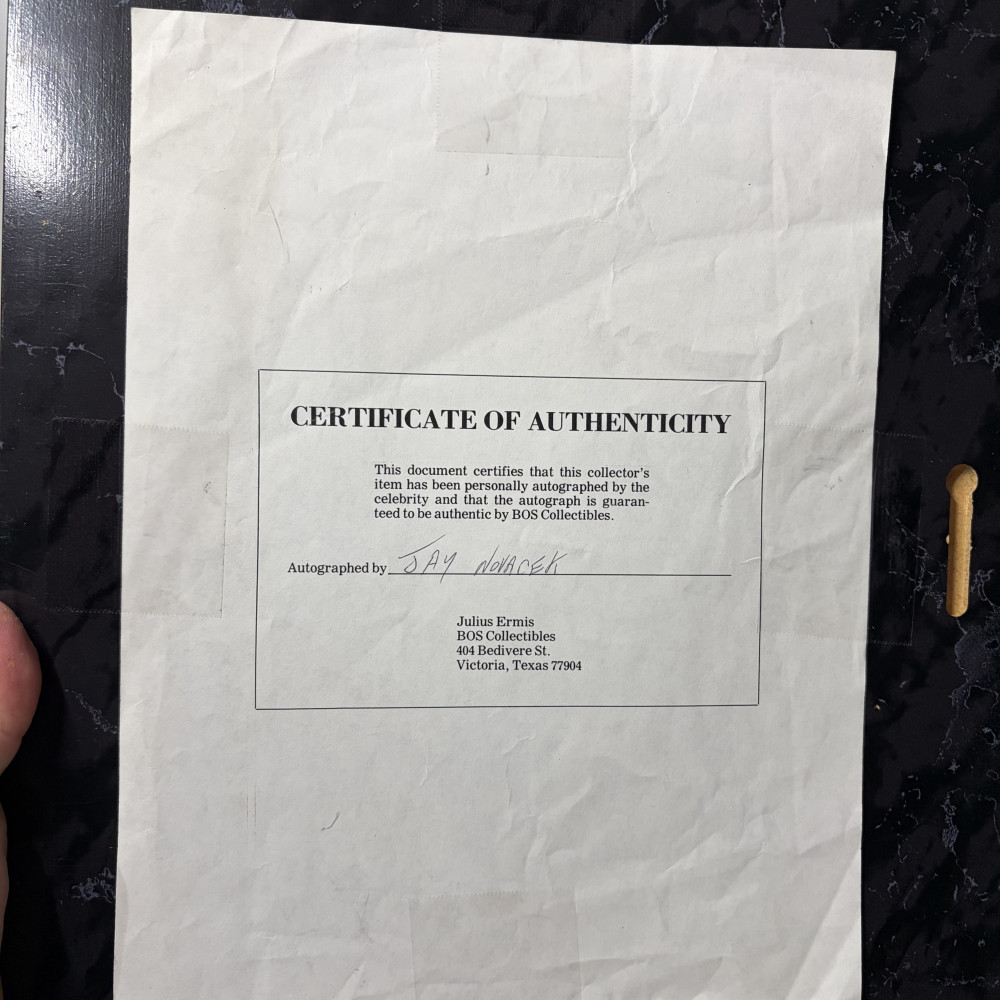 CERTIFICATE OF AUTHENTICITY
This document certifies that this collector's
item has been personally autographed by the
celebrity and that the autograph is guaran-
teed to be authentic by BOS Collectibles.
Autographed by JAY NOVACEK
Julius Ermis
BOS Collectibles
404 Bedivere St.
Victoria, Texas 77904